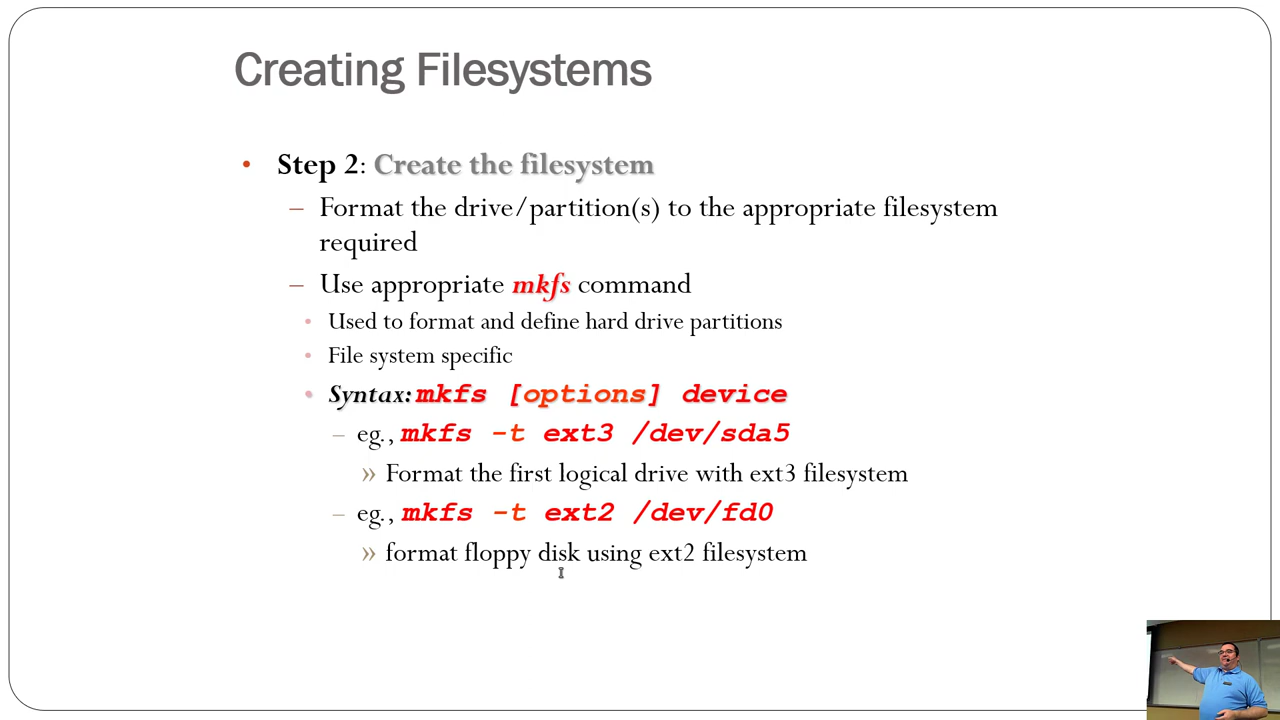 Creating Filesystems
• Step 2: Create the filesystem
– Format the drive/partition(s) to the appropriate filesystem
required
– Use appropriate mkfs command
• Used to format and define hard drive partitions
• File system specific
• Syntax: mkfs [options] device
– eg., mkfs -t ext3 /dev/sda5
» Format the first logical drive with ext3 filesystem
– eg., mkfs -t ext2 /dev/fd0
» format floppy disk using ext2 filesystem